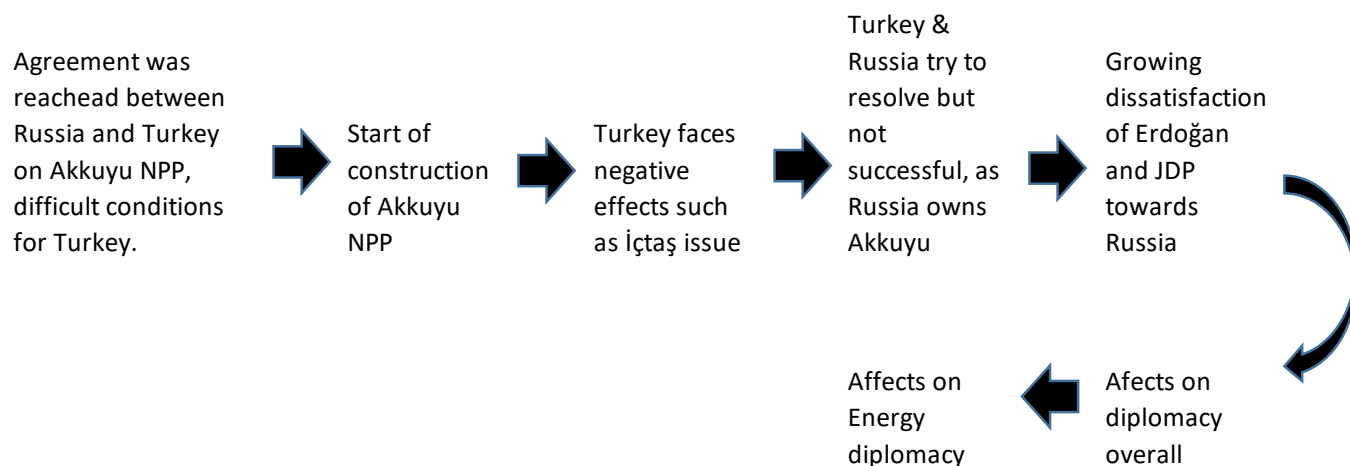 Agreement was
reachead between
Russia and Turkey
on Akkuyu NPP,
difficult conditions
for Turkey.
Start of
construction
of Akkuyu
NPP
Turkey faces
negative
effects such
as İçtaş issue
Turkey &
Russia try to
resolve but
not
successful, as
Russia owns
Akkuyu
Growing
dissatisfaction
of Erdoğan
and JDP
towards
Russia
Afects on
diplomacy
overall
Affects on
Energy
diplomacy